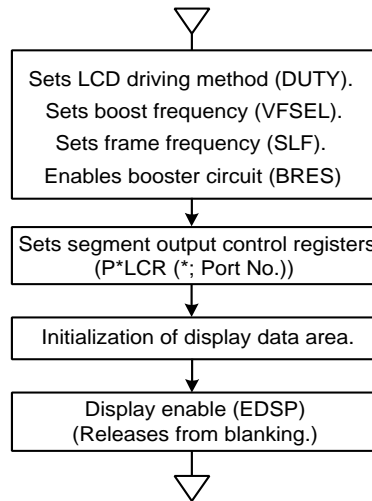 Sets LCD driving method (DUTY).
Sets boost frequency (VFSEL).
Sets frame frequency (SLF).
Enables booster circuit (BRES)
Sets segment output control registers
(P*LCR (*; Port No.))
Initialization of display data area.
Display enable (EDSP)
(Releases from blanking.)